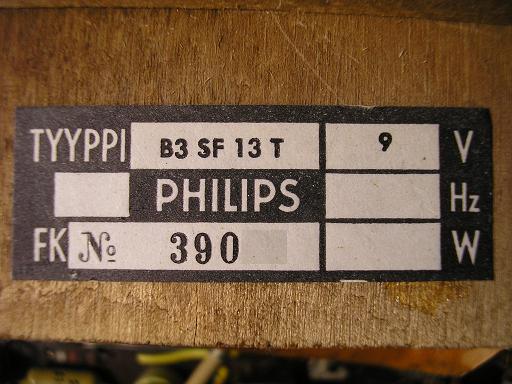 TYYPPI B3 SF 13 T 9 V
PHILIPS Hz
FK № 390 W